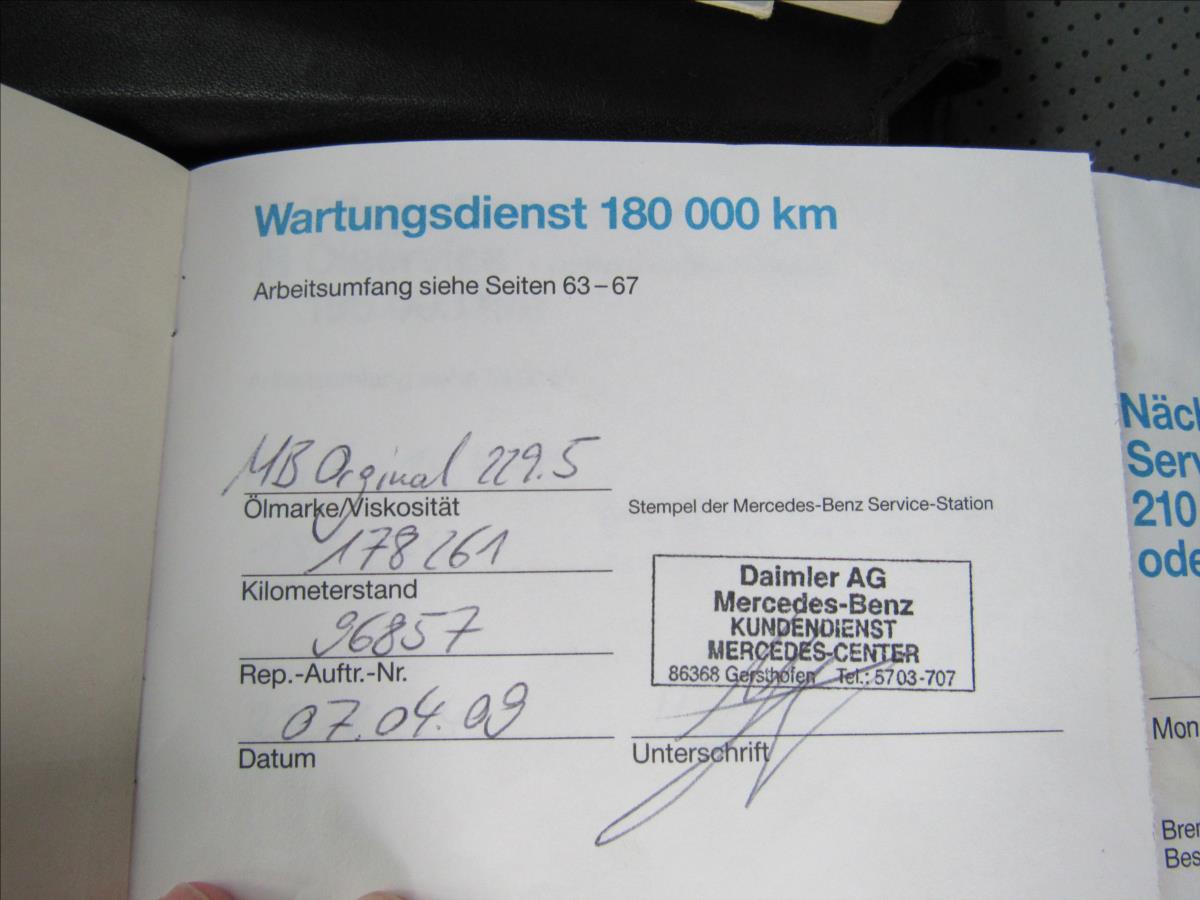 Wartungsdienst 180 000 km
Arbeitsumfang siehe Seiten 63–67
MB Orginal 229.5
Ölmarke/Viskosität
178261
Kilometerstand
96857
Rep.-Auftr.-Nr.
07.04.09
Datum
Stempel der Mercedes-Benz Service-Station
Daimler AG
Mercedes-Benz
KUNDENDIENST
MERCEDES-CENTER
86368 Gersthofen Tel.: 5703-707
Unterschrift
Näch
Serv
210
ode
Mon
Brem
Bes